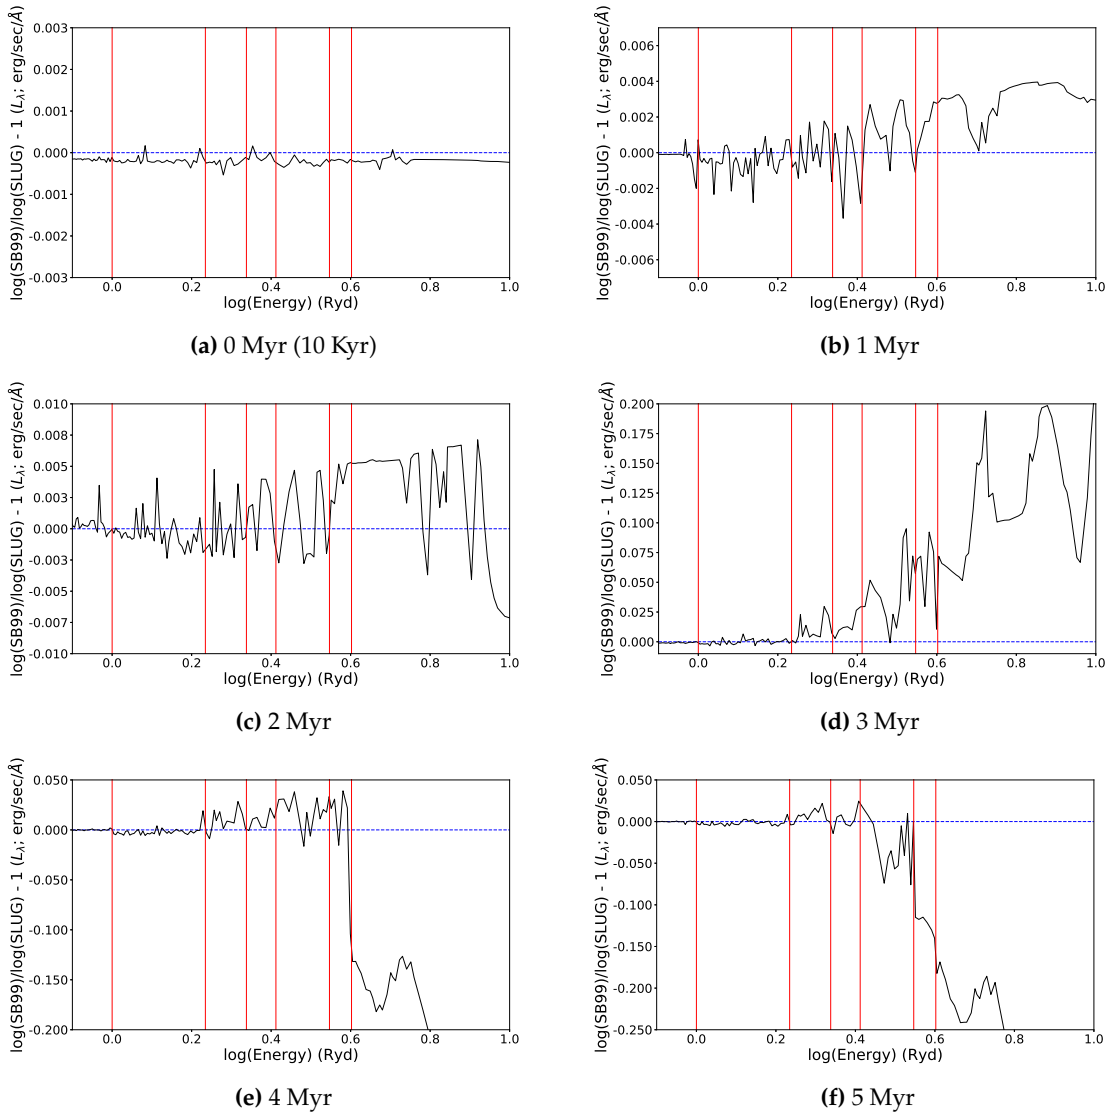 0.003
0.002
0.001
0.000
-0.001
-0.002
-0.003
log(SB99)/log(SLUG) - 1 (Lλ; erg/sec/Å)
0.0 0.2 0.4 0.6 0.8 1.0
log(Energy) (Ryd)
(a) 0 Myr (10 Kyr)
0.006
0.004
0.002
0.000
-0.002
-0.004
-0.006
log(SB99)/log(SLUG) - 1 (Lλ; erg/sec/Å)
0.0 0.2 0.4 0.6 0.8 1.0
log(Energy) (Ryd)
(b) 1 Myr
0.010
0.008
0.005
0.003
0.000
-0.003
-0.005
-0.007
-0.010
log(SB99)/log(SLUG) - 1 (Lλ; erg/sec/Å)
0.0 0.2 0.4 0.6 0.8 1.0
log(Energy) (Ryd)
(c) 2 Myr
0.200
0.175
0.150
0.125
0.100
0.075
0.050
0.025
0.000
log(SB99)/log(SLUG) - 1 (Lλ; erg/sec/Å)
0.0 0.2 0.4 0.6 0.8 1.0
log(Energy) (Ryd)
(d) 3 Myr
0.050
0.000
-0.050
-0.100
-0.150
-0.200
log(SB99)/log(SLUG) - 1 (Lλ; erg/sec/Å)
0.0 0.2 0.4 0.6 0.8 1.0
log(Energy) (Ryd)
(e) 4 Myr
0.050
0.000
-0.050
-0.100
-0.150
-0.200
-0.250
log(SB99)/log(SLUG) - 1 (Lλ; erg/sec/Å)
0.0 0.2 0.4 0.6 0.8 1.0
log(Energy) (Ryd)
(f) 5 Myr